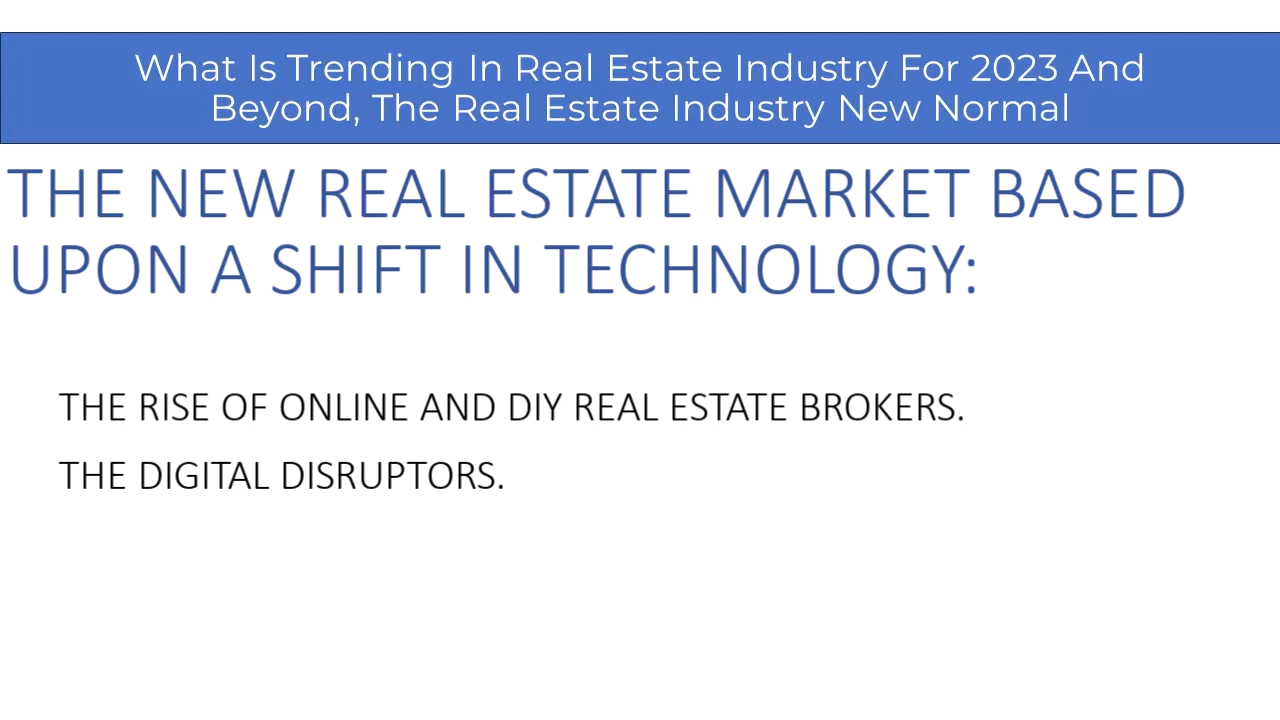 What Is Trending In Real Estate Industry For 2023 And
Beyond, The Real Estate Industry New Normal
THE NEW REAL ESTATE MARKET BASED
UPON A SHIFT IN TECHNOLOGY:
THE RISE OF ONLINE AND DIY REAL ESTATE BROKERS.
THE DIGITAL DISRUPTORS.